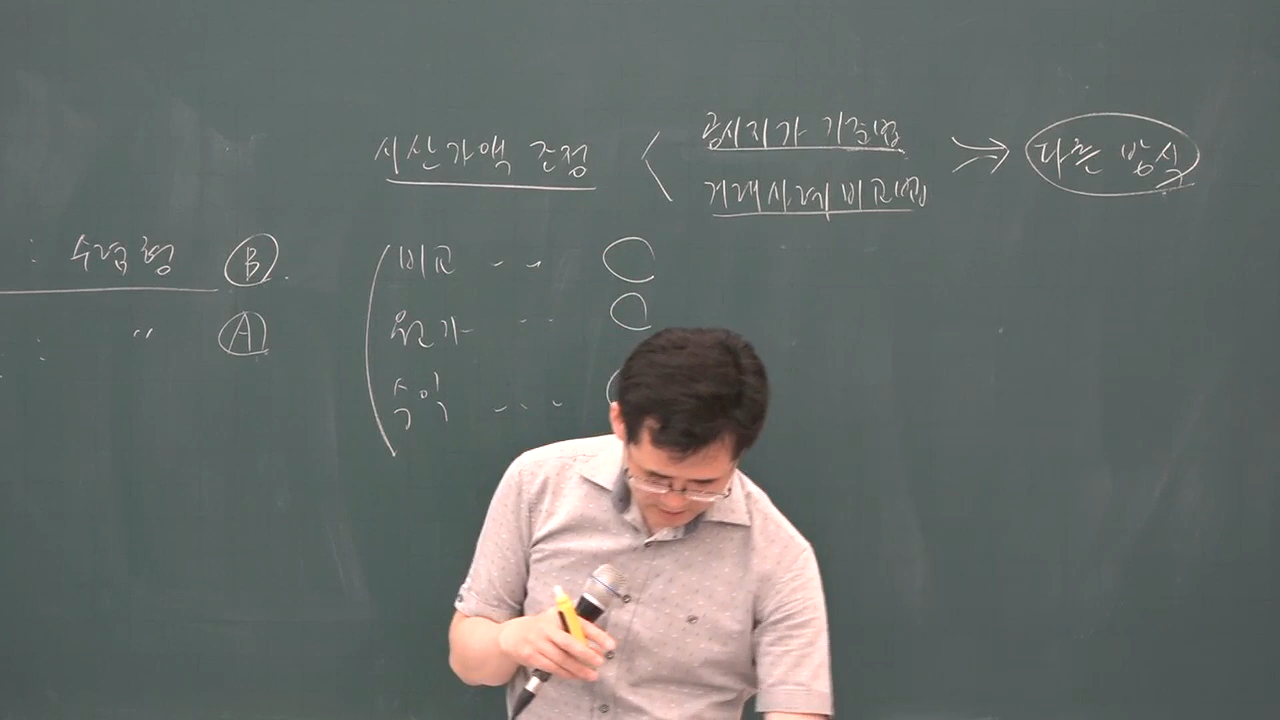 시산가액 조정
공시지가 기준법
거래사례 비교법
다른 방식
: 수익형 Ⓑ.
: 〃 Ⓐ
비교 ‥ ○
원가 ‥ ○
수익 …